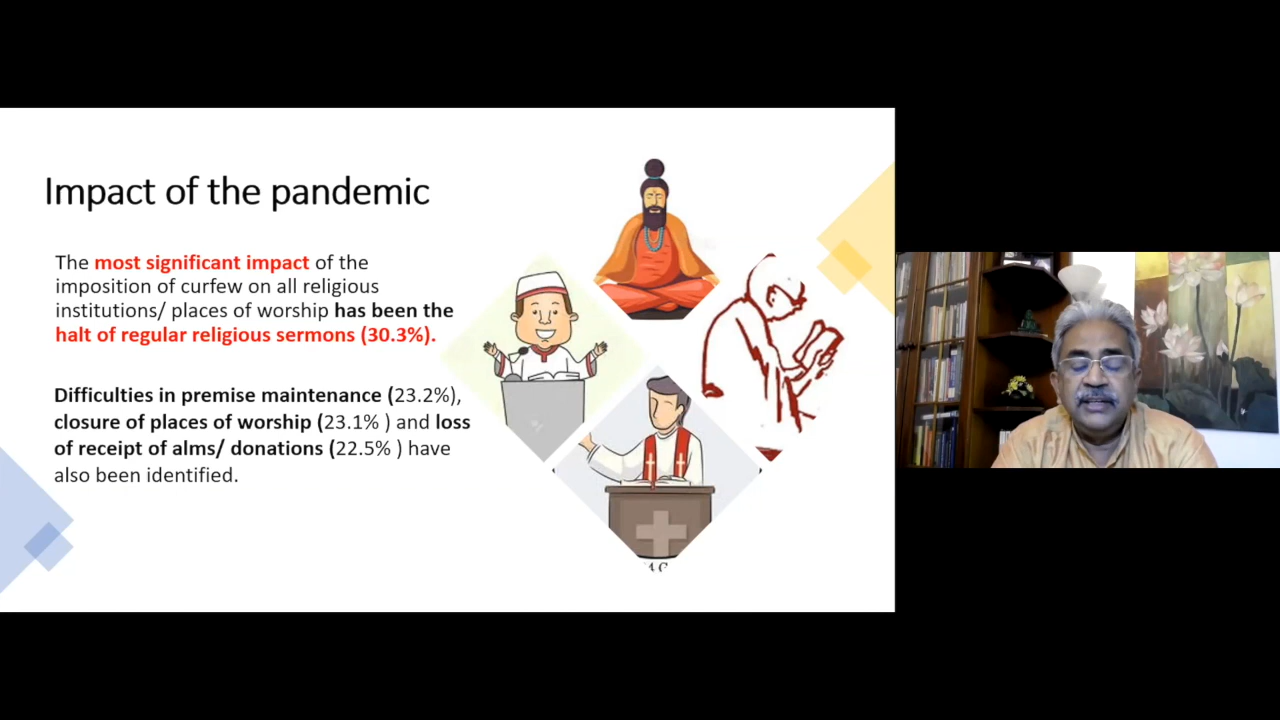 Impact of the pandemic
The most significant impact of the
imposition of curfew on all religious
institutions/ places of worship has been the
halt of regular religious sermons (30.3%).
Difficulties in premise maintenance (23.2%),
closure of places of worship (23.1% ) and loss
of receipt of alms/ donations (22.5% ) have
also been identified.